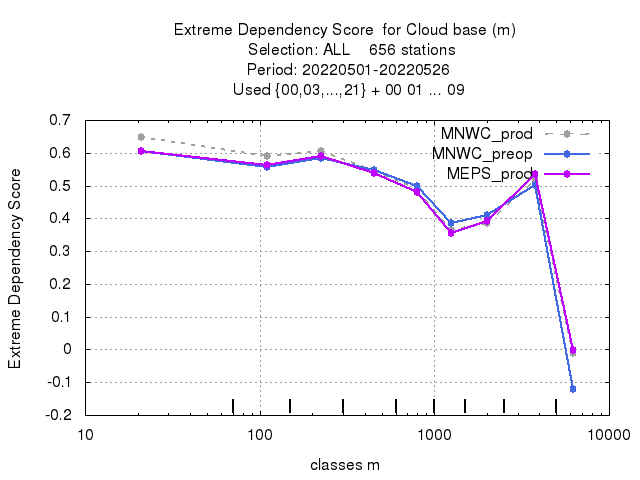 Extreme Dependency Score  for Cloud base (m)
Selection: ALL    656 stations
Period: 20220501-20220526
Used {00,03,...,21} + 00 01 ... 09
MNWC_prod
MNWC_preop
MEPS_prod
Extreme Dependency Score
0.7
0.6
0.5
0.4
0.3
0.2
0.1
0
-0.1
-0.2
10
100
1000
10000
classes m